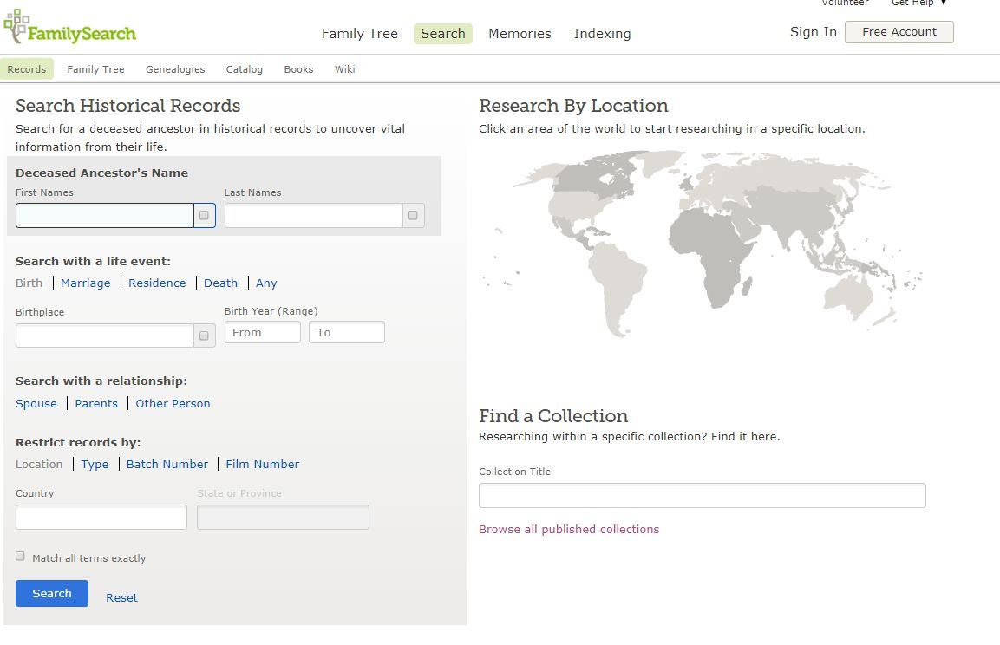 Volunteer Get Help ▼
FamilySearch
Family Tree Search Memories Indexing
Sign In Free Account
Records Family Tree Genealogies Catalog Books Wiki
Search Historical Records
Search for a deceased ancestor in historical records to uncover vital
information from their life.
Deceased Ancestor's Name
First Names Last Names
Search with a life event:
Birth Marriage Residence Death Any
Birthplace Birth Year (Range)
From To
Search with a relationship:
Spouse Parents Other Person
Restrict records by:
Location Type Batch Number Film Number
Country State or Province
Match all terms exactly
Search Reset
Research By Location
Click an area of the world to start researching in a specific location.
Find a Collection
Researching within a specific collection? Find it here.
Collection Title
Browse all published collections